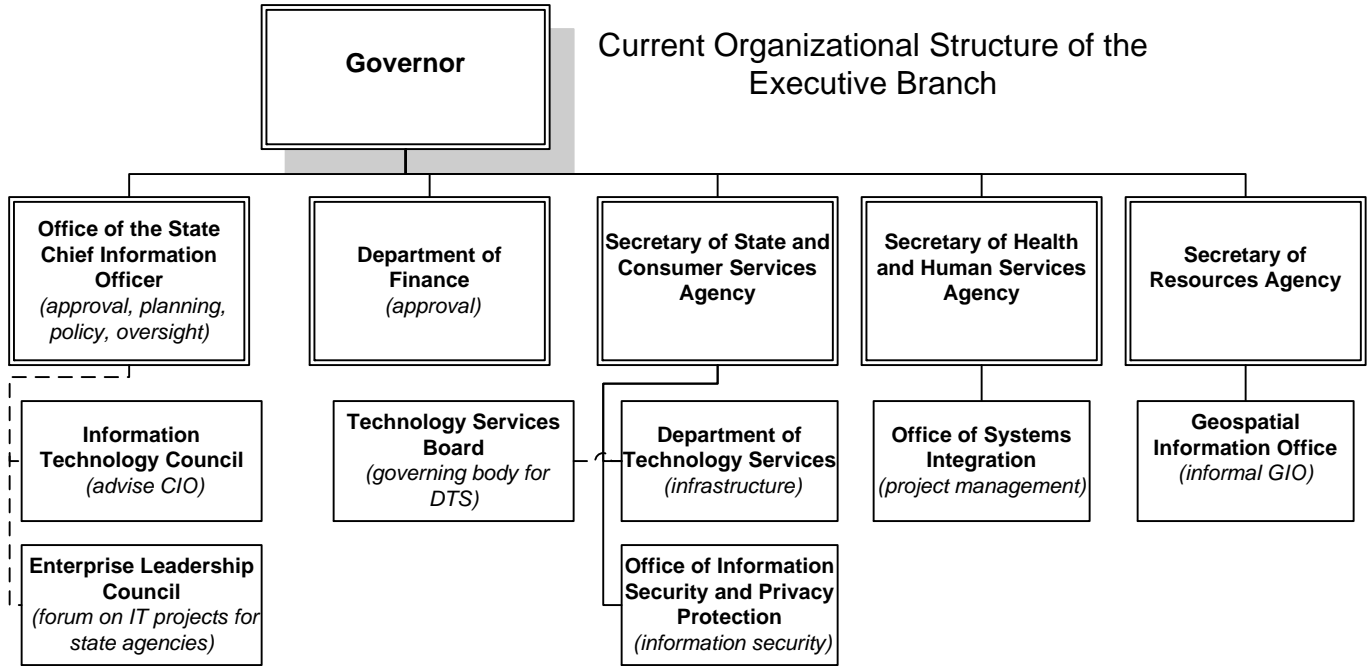 Governor
Current Organizational Structure of the
Executive Branch
Office of the State
Chief Information
Officer
(approval, planning,
policy, oversight)
Department of
Finance
(approval)
Secretary of State and
Consumer Services
Agency
Secretary of Health
and Human Services
Agency
Secretary of
Resources Agency
Information
Technology Council
(advise CIO)
Technology Services
Board
(governing body for
DTS)
Department of
Technology Services
(infrastructure)
Office of Systems
Integration
(project management)
Geospatial
Information Office
(informal GIO)
Enterprise Leadership
Council
(forum on IT projects for
state agencies)
Office of Information
Security and Privacy
Protection
(information security)